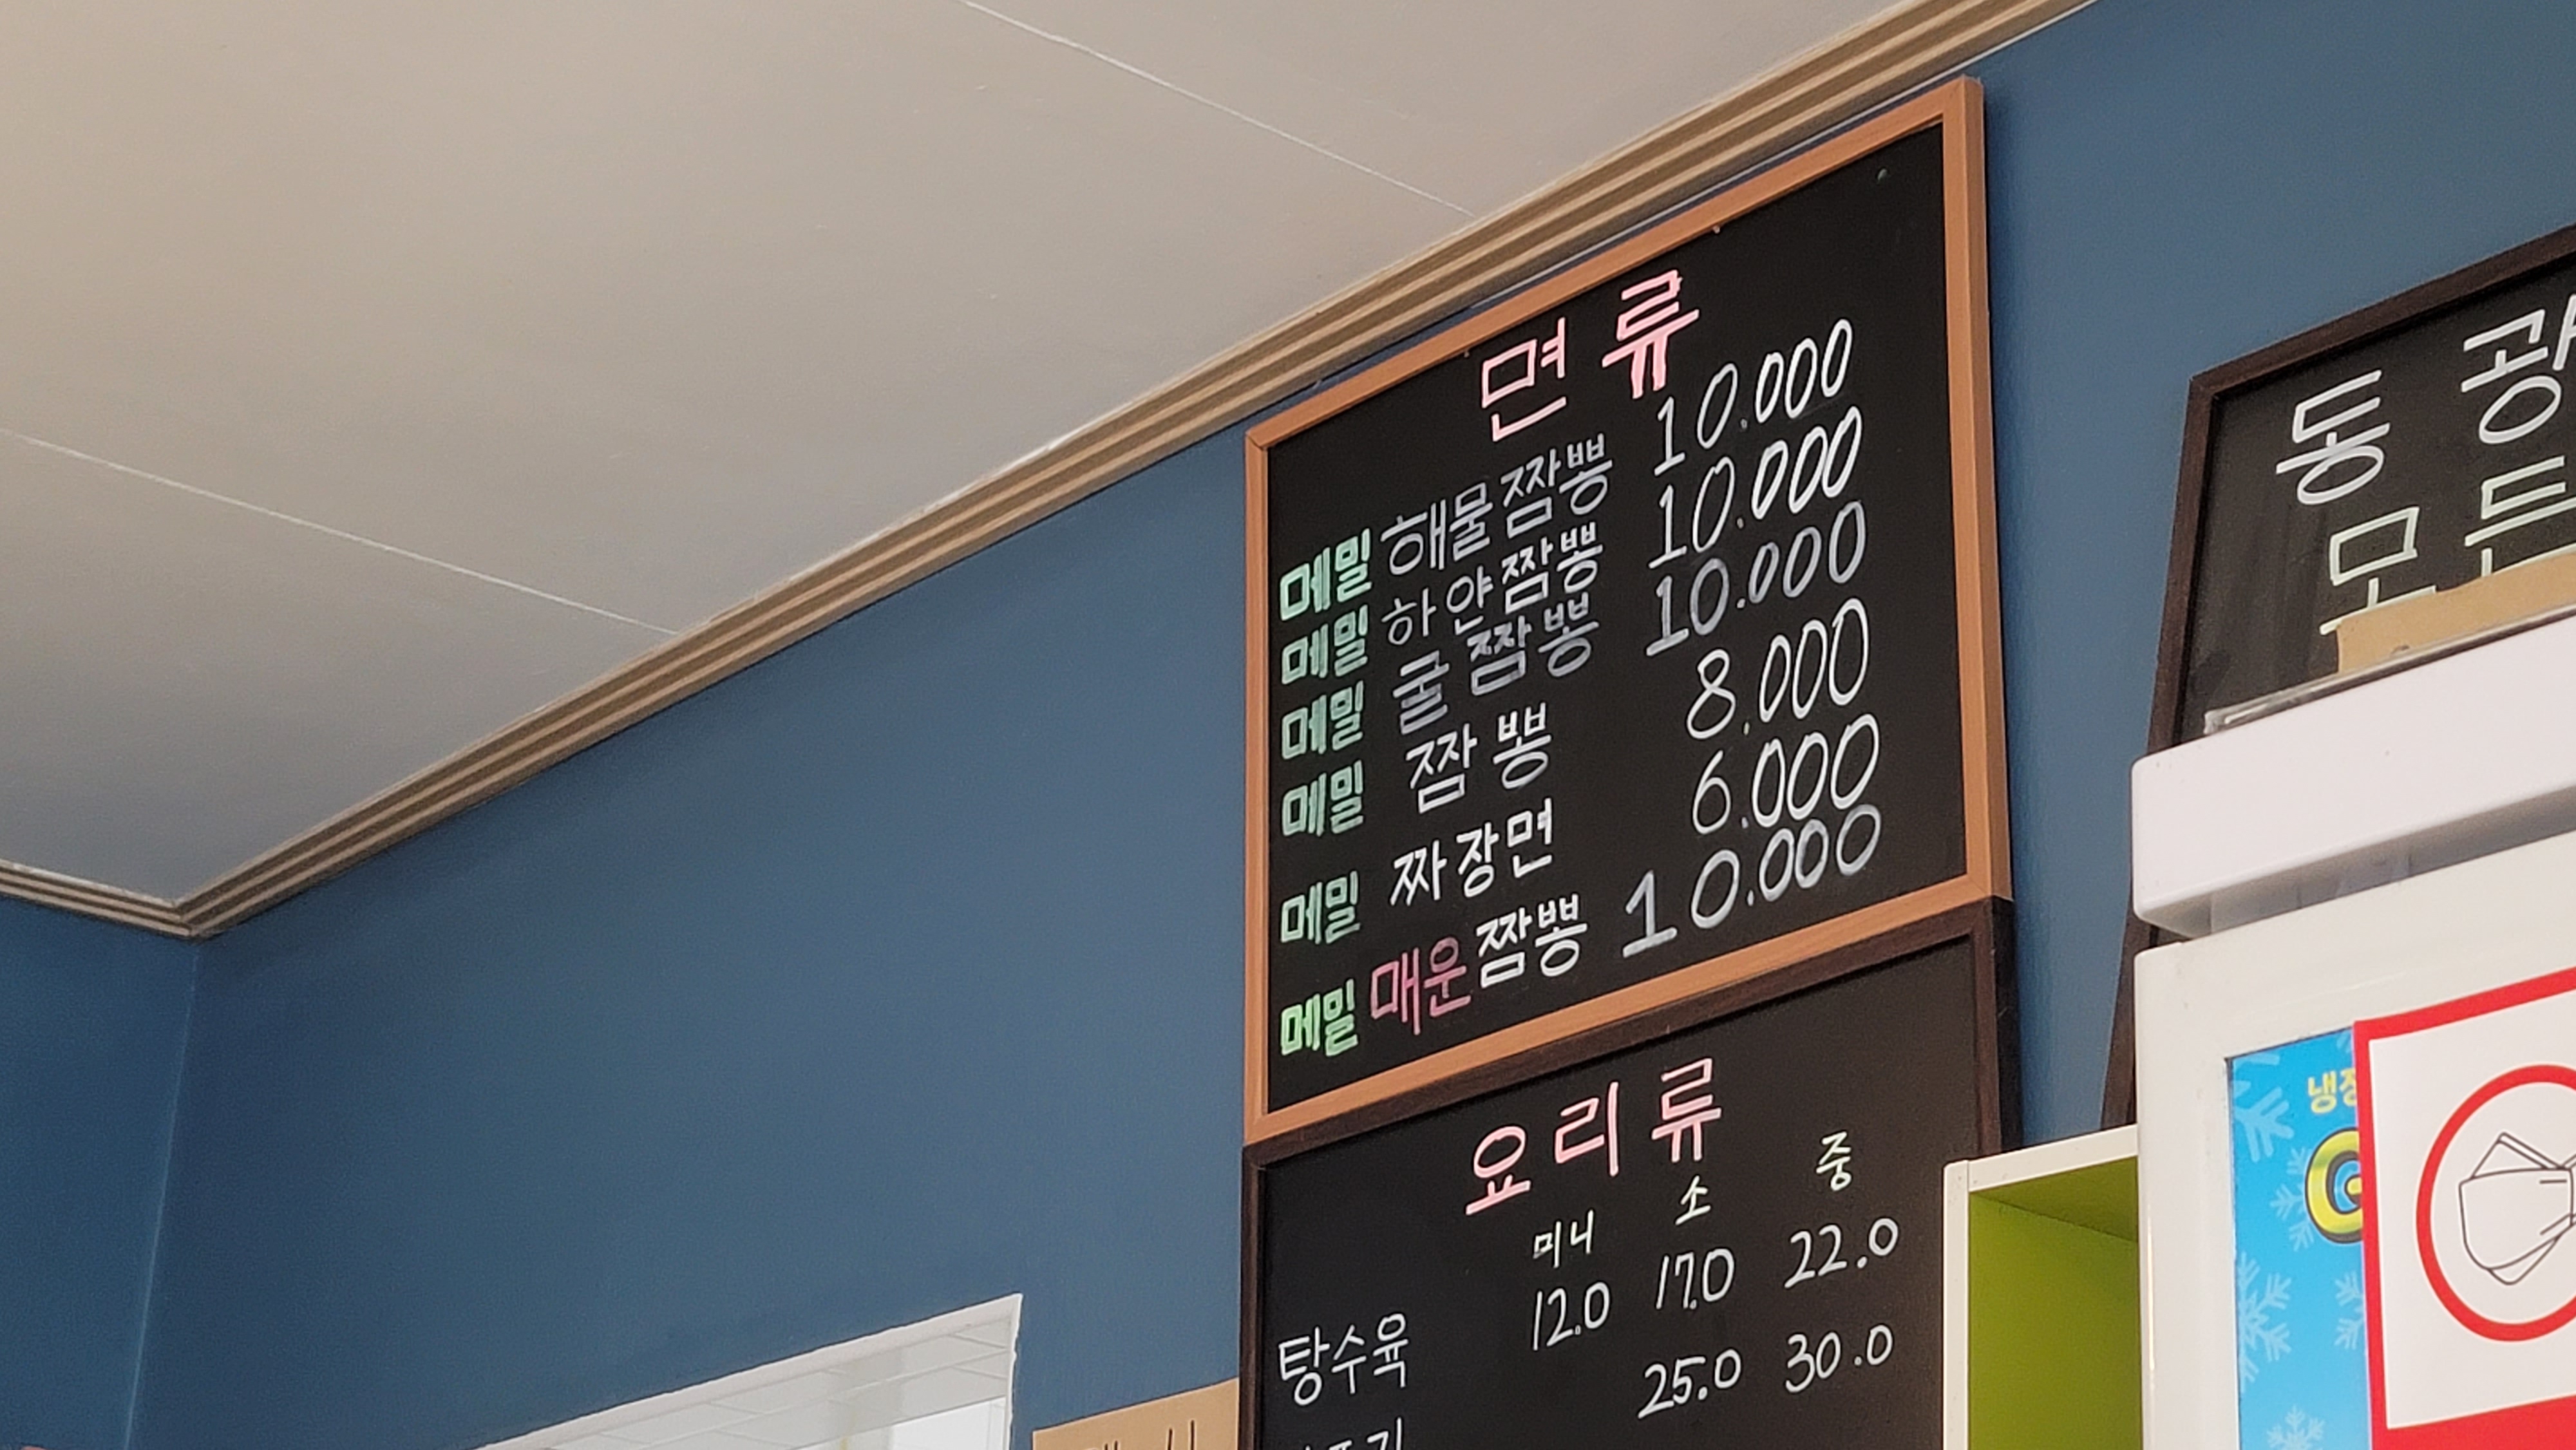 면류
메밀 해물짬뽕 10.000
메밀 하얀짬뽕 10.000
메밀 굴짬뽕 10.000
메밀 짬뽕 8.000
메밀 짜장면 6.000
메밀 매운짬뽕 10.000
요리류
미니 소 중
탕수육 12.0 17.0 22.0
25.0 30.0
동
모든